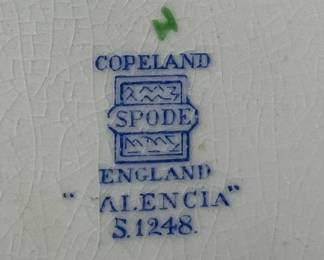 H
COPELAND
SPODE
ENGLAND
"ALENCIA"
S.1248.